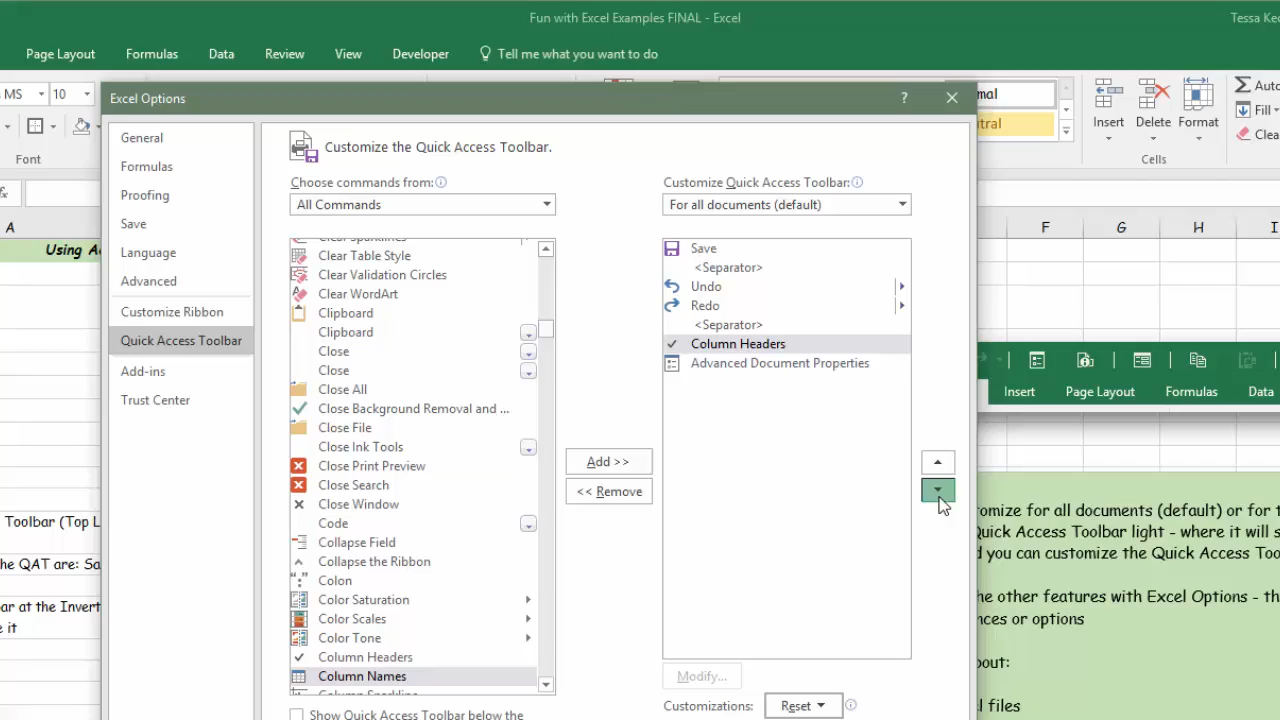 Fun with Excel Examples FINAL - Excel
Tessa
Page Layout Formulas Data Review View Developer Tell me what you want to do
MS 10
Font
Excel Options ?
mal
tral
Insert Delete Format
Cells
Auto
Fill
Clea
A
Using
General
Formulas
Proofing
Save
Language
Advanced
Customize Ribbon
Quick Access Toolbar
Add-ins
Trust Center
Customize the Quick Access Toolbar.
Choose commands from:
All Commands
Clear Sparklines
Clear Table Style
Clear Validation Circles
Clear WordArt
Clipboard
Clipboard
Close
Close
Close All
Close Background Removal and ...
Close File
Close Ink Tools
Close Print Preview
Close Search
Close Window
Code
Collapse Field
Collapse the Ribbon
Colon
Color Saturation
Color Scales
Color Tone
Column Headers
Column Names
Column Sparkline
Show Quick Access Toolbar below the
Add >>
<< Remove
Customize Quick Access Toolbar:
For all documents (default)
Save
<Separator>
Undo
Redo
<Separator>
Column Headers
Advanced Document Properties
Modify...
Customizations: Reset
F G H I
Insert Page Layout Formulas Data
Toolbar (Top L
he QAT are: Sa
ar at the Invert
e it
omize for all documents (default) or for t
Quick Access Toolbar light - where it will s
d you can customize the Quick Access Too
he other features with Excel Options - th
nces or options
bout:
el files